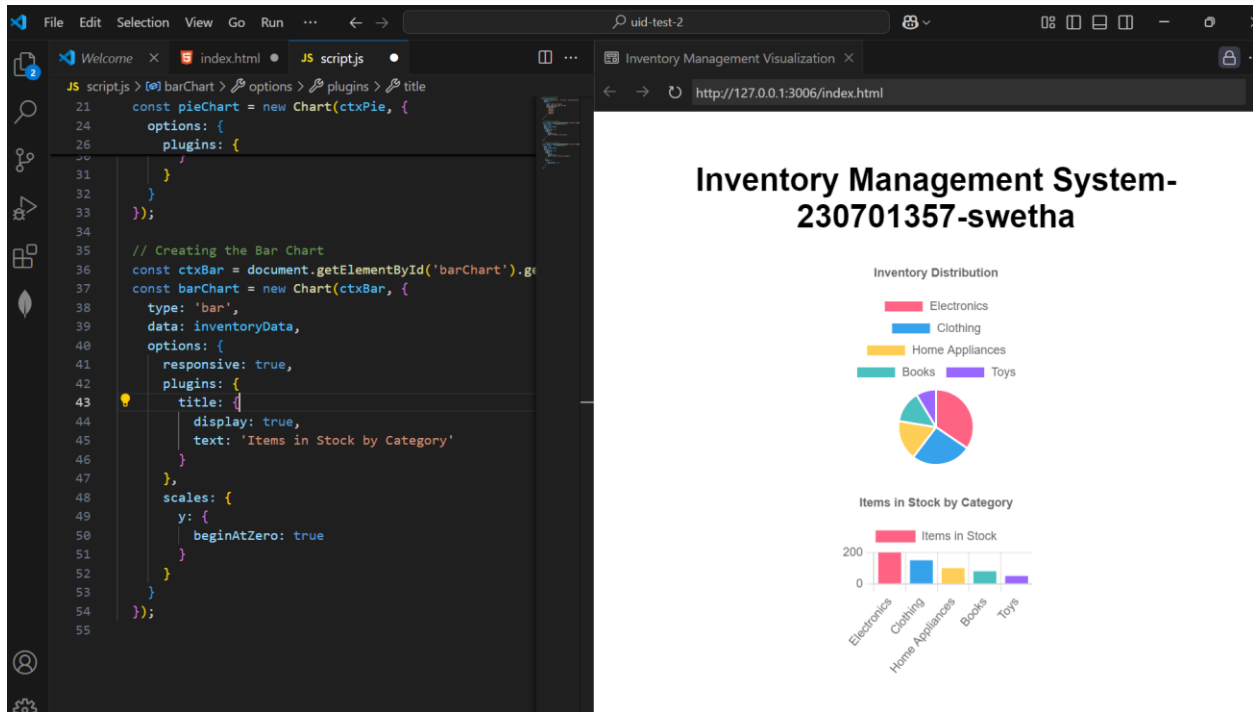 File Edit Selection View Go Run ··· ← → uid-test-2
Welcome × index.html ● JS script.js ●
JS script.js > barChart > options > plugins > title
21 const pieChart = new Chart(ctxPie, {
24 options: {
26 plugins: {
30 }
31 }
32 }
33 });
34
35 // Creating the Bar Chart
36 const ctxBar = document.getElementById('barChart').ge
37 const barChart = new Chart(ctxBar, {
38 type: 'bar',
39 data: inventoryData,
40 options: {
41 responsive: true,
42 plugins: {
43 title: {
44 display: true,
45 text: 'Items in Stock by Category'
46 }
47 },
48 scales: {
49 y: {
50 beginAtZero: true
51 }
52 }
53 }
54 });
55
2
Inventory Management Visualization ×
http://127.0.0.1:3006/index.html
Inventory Management System-
230701357-swetha
Inventory Distribution
Electronics
Clothing
Home Appliances
Books Toys
Items in Stock by Category
Items in Stock
200
0
Electronics
Clothing
Home Appliances
Books
Toys